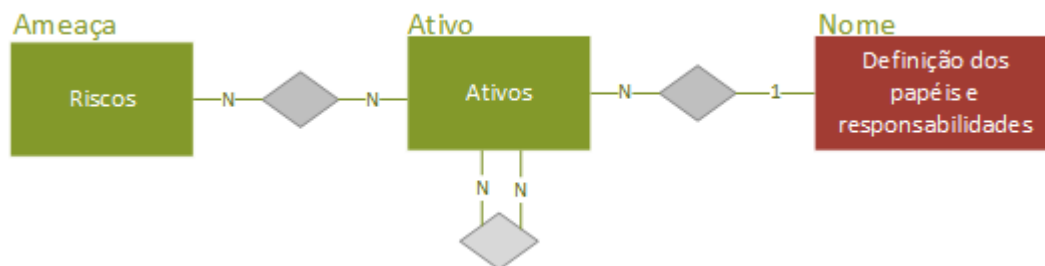 Ameaça
Ativo
Nome
Riscos
N
N
Ativos
N
1
Definição dos
papéis e
responsabilidades
N
N